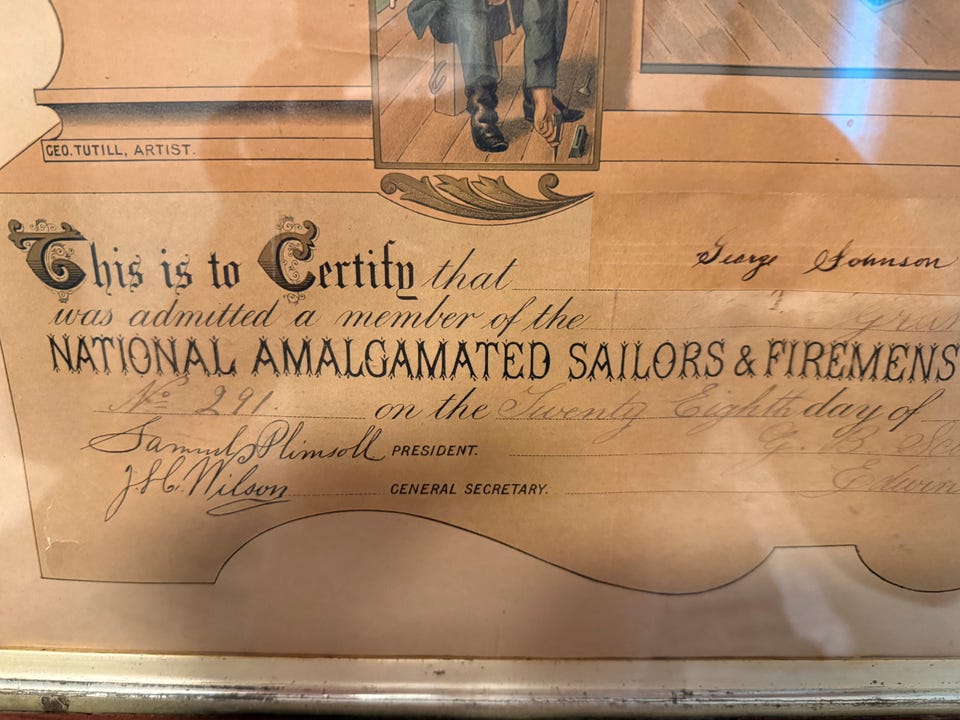 GEO. TUTILL, ARTIST.
This is to Certify that George Johnson
was admitted a member of the
NATIONAL AMALGAMATED SAILORS & FIREMENS
No 291. on the Twenty Eighth day of
Samuel Plimsoll PRESIDENT. G. B.
J. H. Wilson GENERAL SECRETARY. Edwin